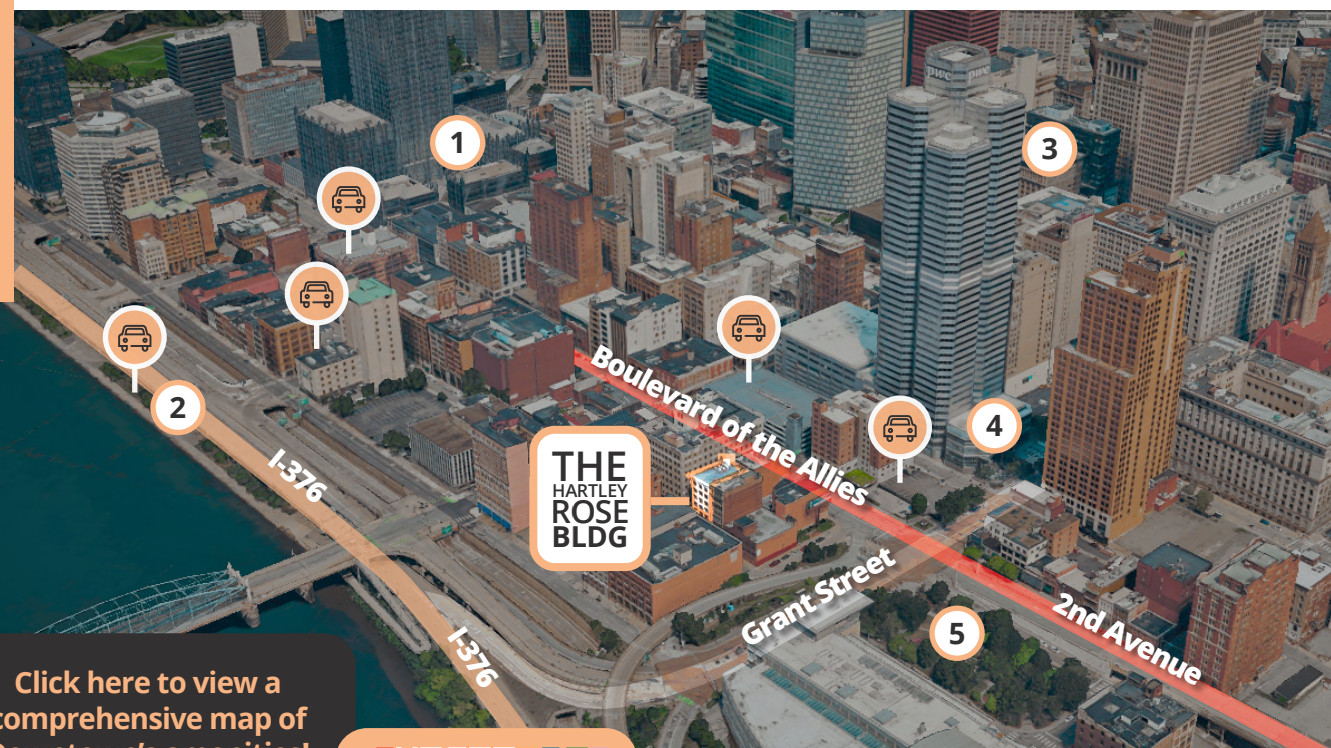 pwc pwc
1
3
2
4
5
Boulevard of the Allies
I-376
THE
HARTLEY
ROSE
BLDG
Grant Street
2nd Avenue
I-376
Click here to view a
comprehensive map of